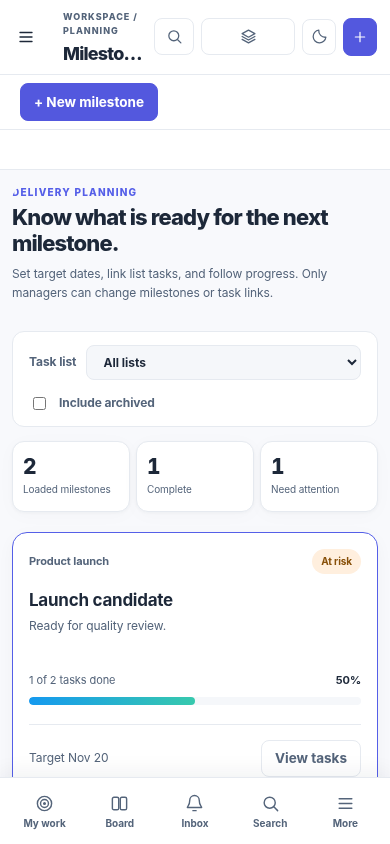 WORKSPACE /
PLANNING
Milesto...
+ New milestone
DELIVERY PLANNING
Know what is ready for the next
milestone.
Set target dates, link list tasks, and follow progress. Only
managers can change milestones or task links.
Task list
All lists
Include archived
2
Loaded milestones
1
Complete
1
Need attention
Product launch
At risk
Launch candidate
Ready for quality review.
1 of 2 tasks done
50%
Target Nov 20
View tasks
My work
Board
Inbox
Search
More